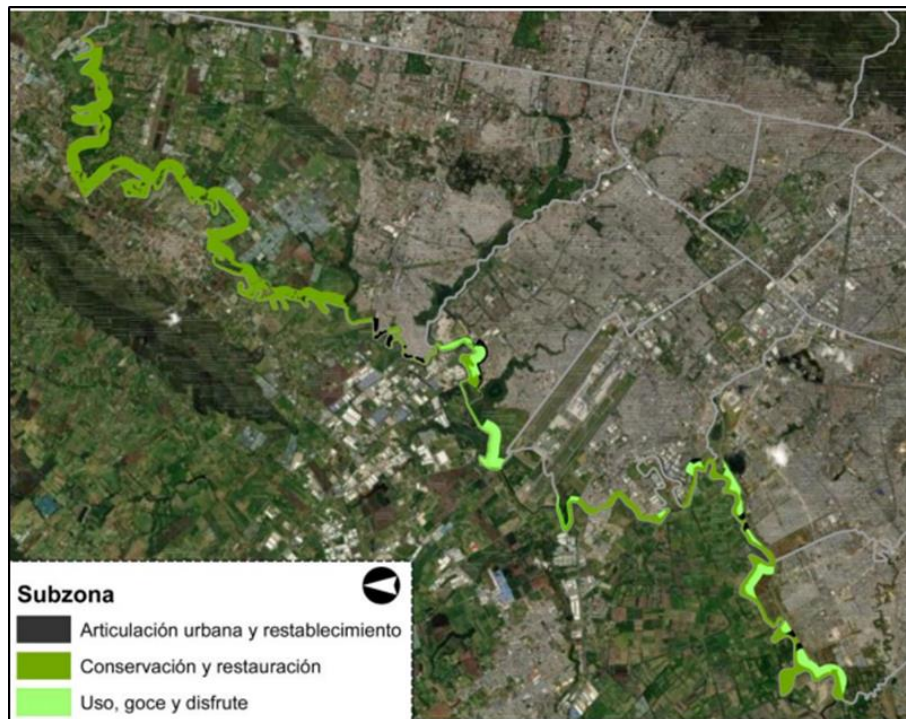 Subzona
Articulación urbana y restablecimiento
Conservación y restauración
Uso, goce y disfrute